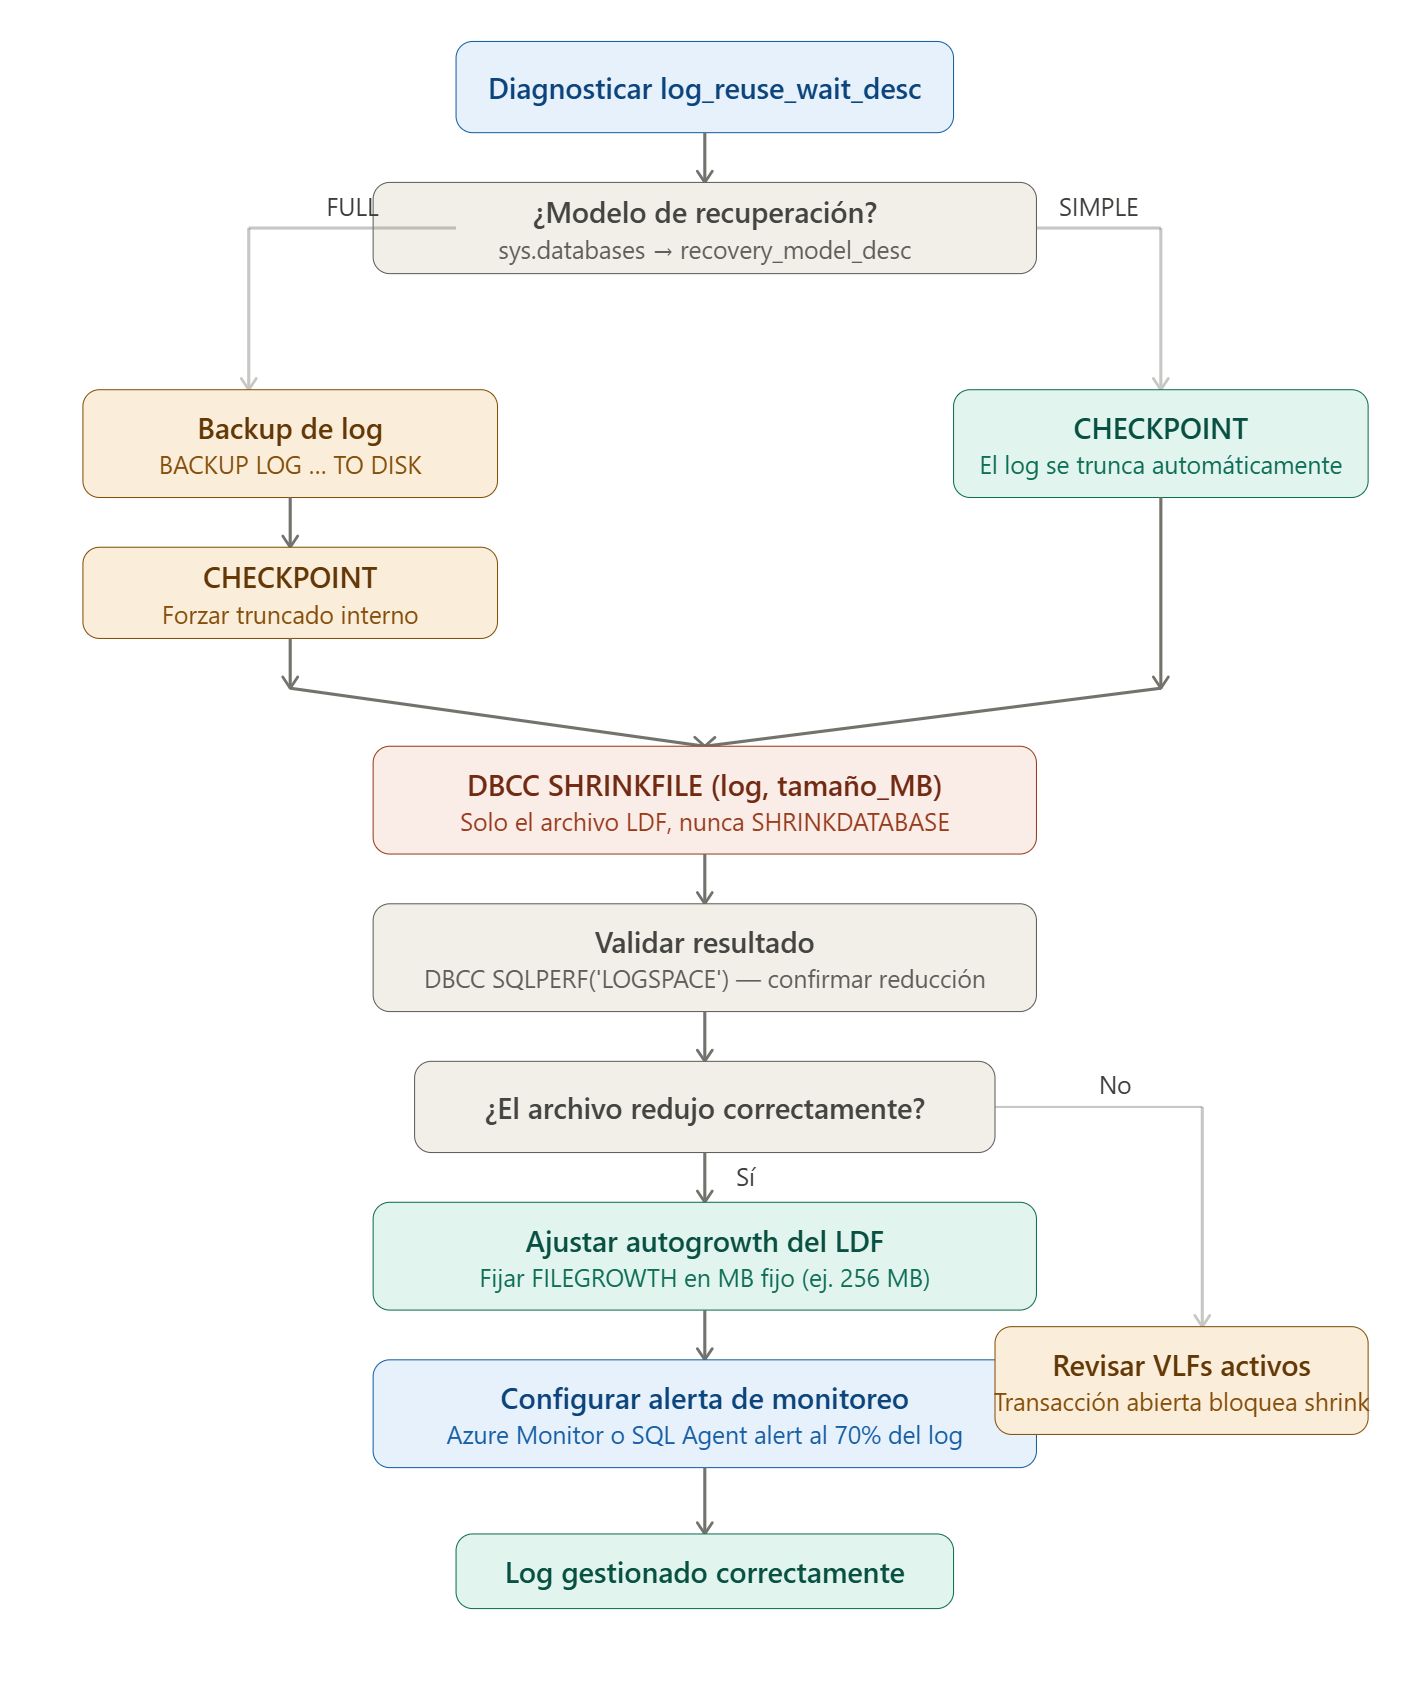 Diagnosticar log_reuse_wait_desc
FULL
¿Modelo de recuperación?
sys.databases → recovery_model_desc
SIMPLE
Backup de log
BACKUP LOG ... TO DISK
CHECKPOINT
El log se trunca automáticamente
CHECKPOINT
Forzar truncado interno
DBCC SHRINKFILE (log, tamaño_MB)
Solo el archivo LDF, nunca SHRINKDATABASE
Validar resultado
DBCC SQLPERF('LOGSPACE') — confirmar reducción
¿El archivo redujo correctamente?
No
Sí
Ajustar autogrowth del LDF
Fijar FILEGROWTH en MB fijo (ej. 256 MB)
Revisar VLFs activos
Transacción abierta bloquea shrink
Configurar alerta de monitoreo
Azure Monitor o SQL Agent alert al 70% del log
Log gestionado correctamente